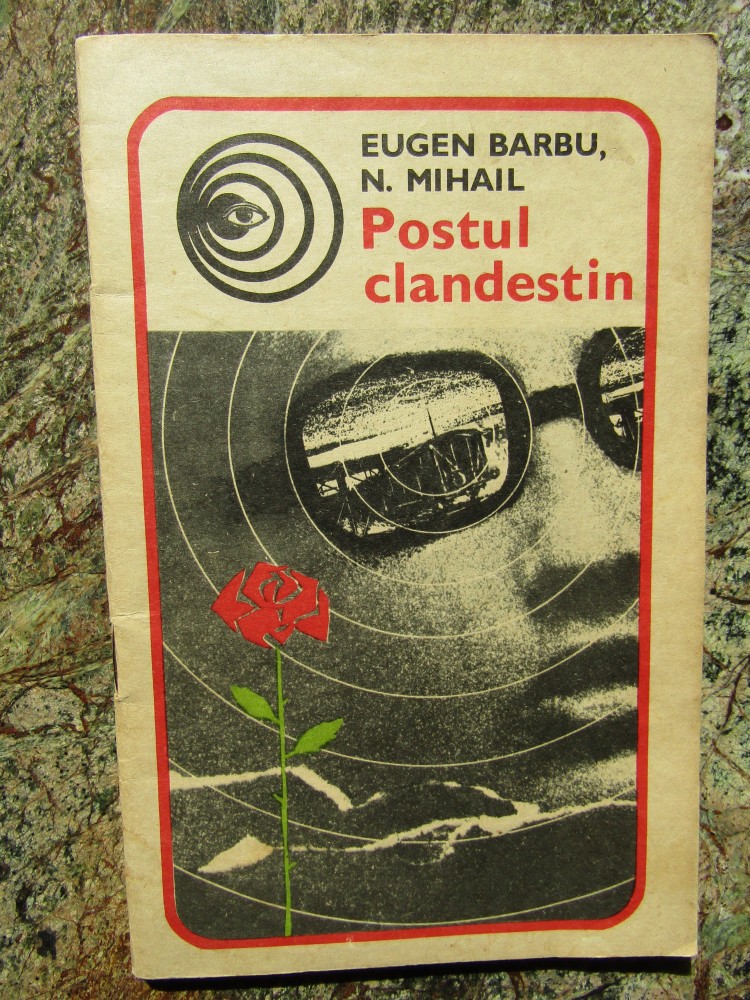 EUGEN BARBU,
N. MIHAIL
Postul
clandestin